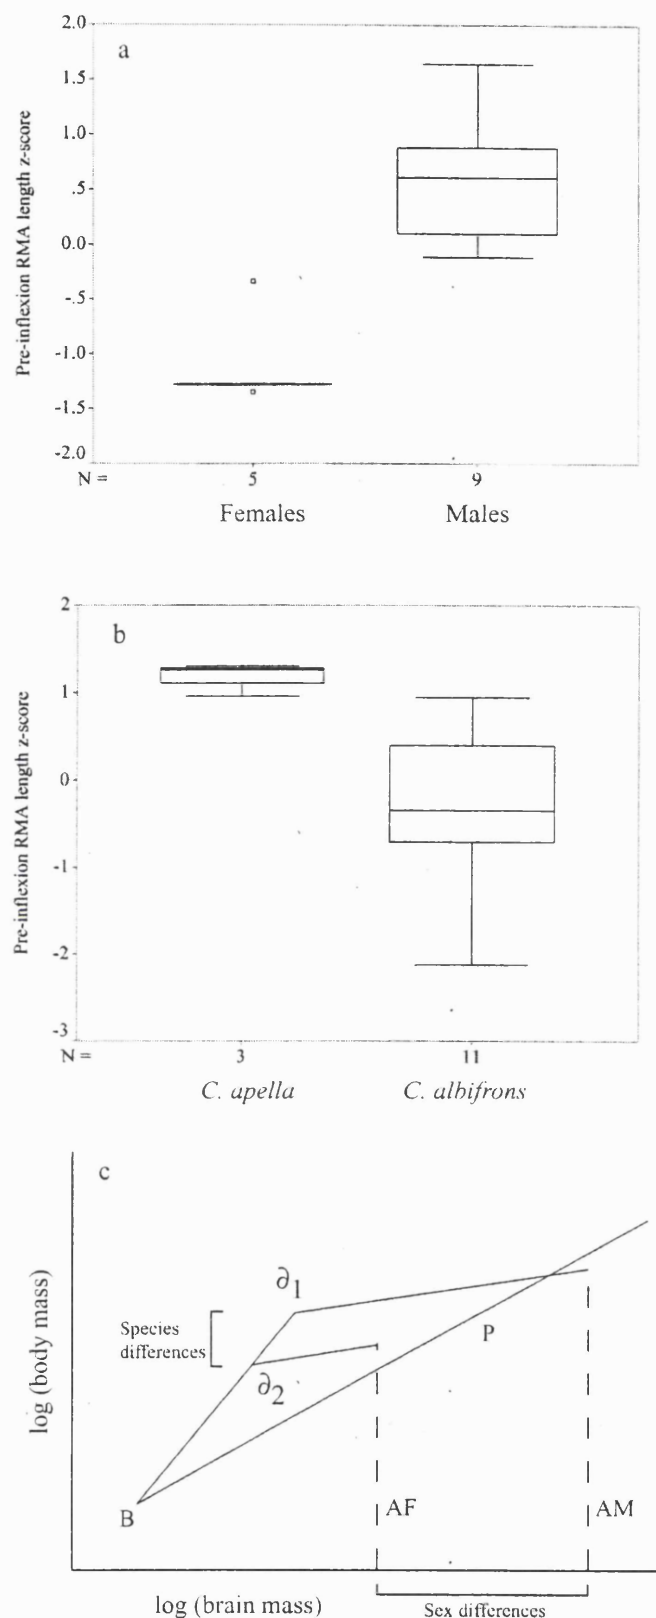 a
Pre-inflexion RMA length z-score
2.0
1.5
1.0
.5
0.0
-.5
-1.0
-1.5
-2.0
N = 5 9
Females Males
b
Pre-inflexion RMA length z-score
2
1
0
-1
-2
-3
N = 3 11
C. apella C. albifrons
c
log (body mass)
∂1
Species
differences
P
∂2
B
AF AM
log (brain mass)
Sex differences